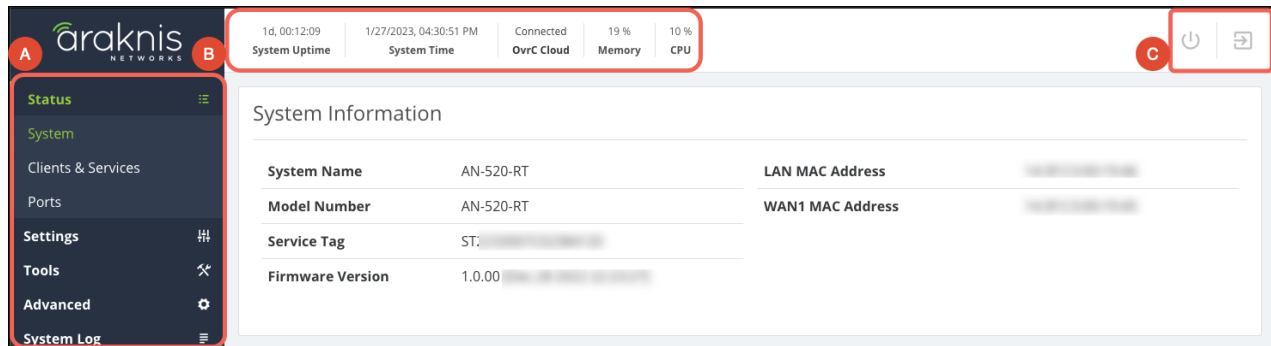 araknis
NETWORKS
A
B
1d, 00:12:09
System Uptime
1/27/2023, 04:30:51 PM
System Time
Connected
OvrC Cloud
19 %
Memory
10 %
CPU
C
Status
System
Clients & Services
Ports
Settings
Tools
Advanced
System Log
System Information
System Name AN-520-RT
Model Number AN-520-RT
Service Tag
Firmware Version 1.0.00
LAN MAC Address
WAN1 MAC Address